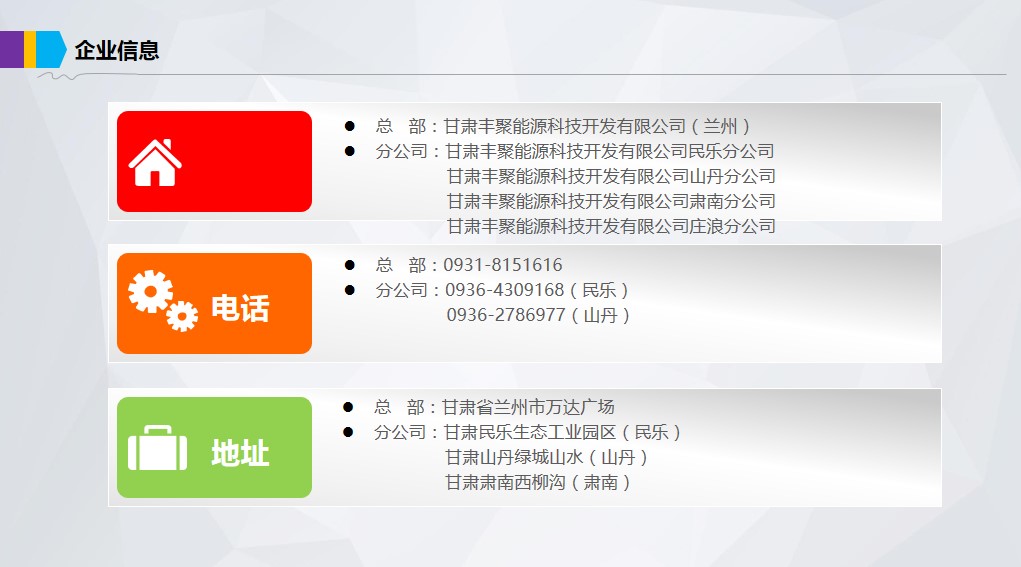 企业信息
● 总 部：甘肃丰聚能源科技开发有限公司（兰州）
● 分公司：甘肃丰聚能源科技开发有限公司民乐分公司
甘肃丰聚能源科技开发有限公司山丹分公司
甘肃丰聚能源科技开发有限公司肃南分公司
甘肃丰聚能源科技开发有限公司庄浪分公司
电话
● 总 部：0931-8151616
● 分公司：0936-4309168（民乐）
0936-2786977（山丹）
地址
● 总 部：甘肃省兰州市万达广场
● 分公司：甘肃民乐生态工业园区（民乐）
甘肃山丹绿城山水（山丹）
甘肃肃南西柳沟（肃南）